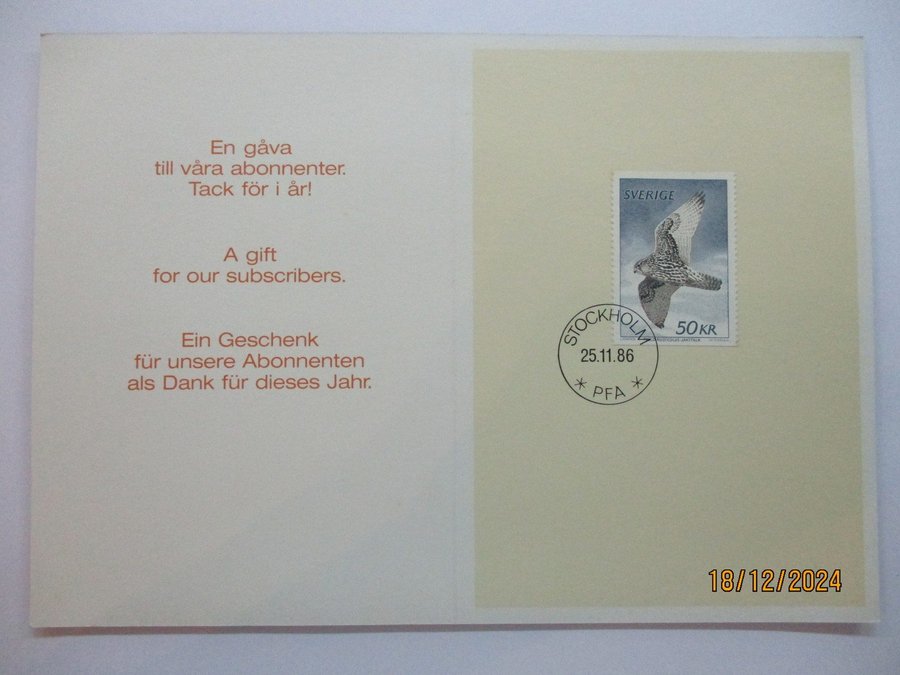 En gåva
till våra abonnenter.
Tack för i år!
A gift
for our subscribers.
Ein Geschenk
für unsere Abonnenten
als Dank für dieses Jahr.
SVERIGE
50 KR
JAKTFALK
STOCKHOLM
25.11.86
* PFA *
18/12/2024